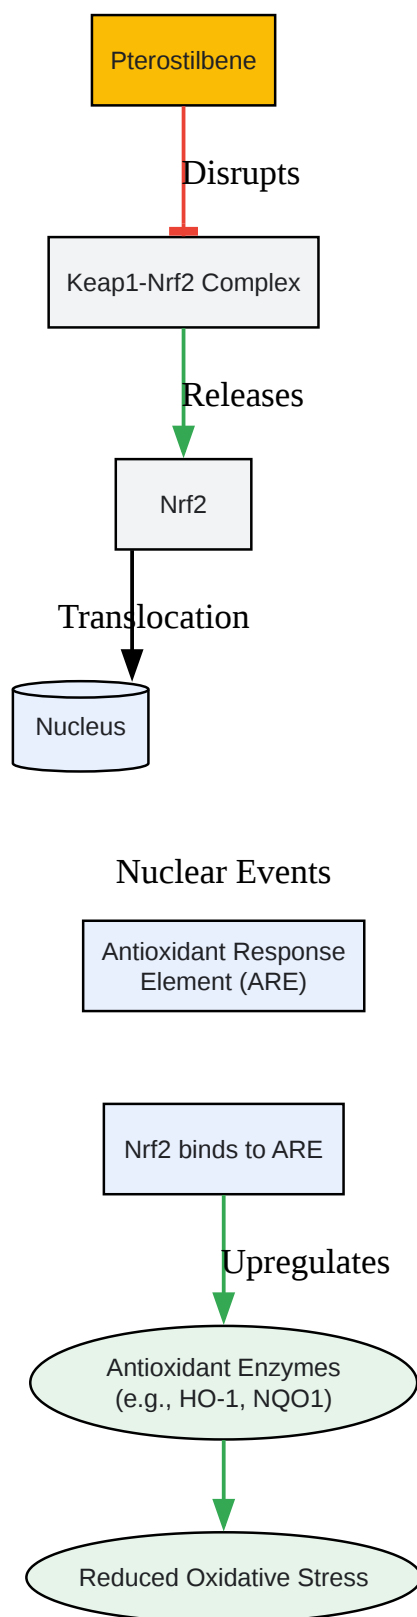 Pterostilbene
Disrupts
Keap1-Nrf2 Complex
Releases
Nrf2
Translocation
Nucleus
Nuclear Events
Antioxidant Response
Element (ARE)
Nrf2 binds to ARE
Upregulates
Antioxidant Enzymes
(e.g., HO-1, NQO1)
Reduced Oxidative Stress